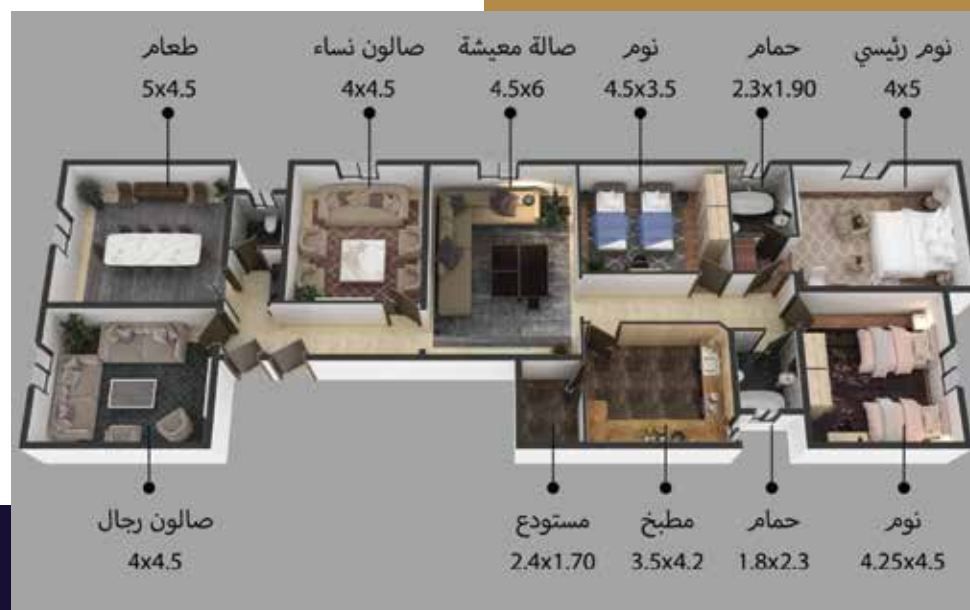 نوم رئيسي
4x5
حمام
2.3x1.90
نوم
4.5x3.5
صالة معيشة
4.5x6
صالون نساء
4x4.5
طعام
5x4.5
نوم
4.25x4.5
حمام
1.8x2.3
مطبخ
3.5x4.2
مستودع
2.4x1.70
صالون رجال
4x4.5